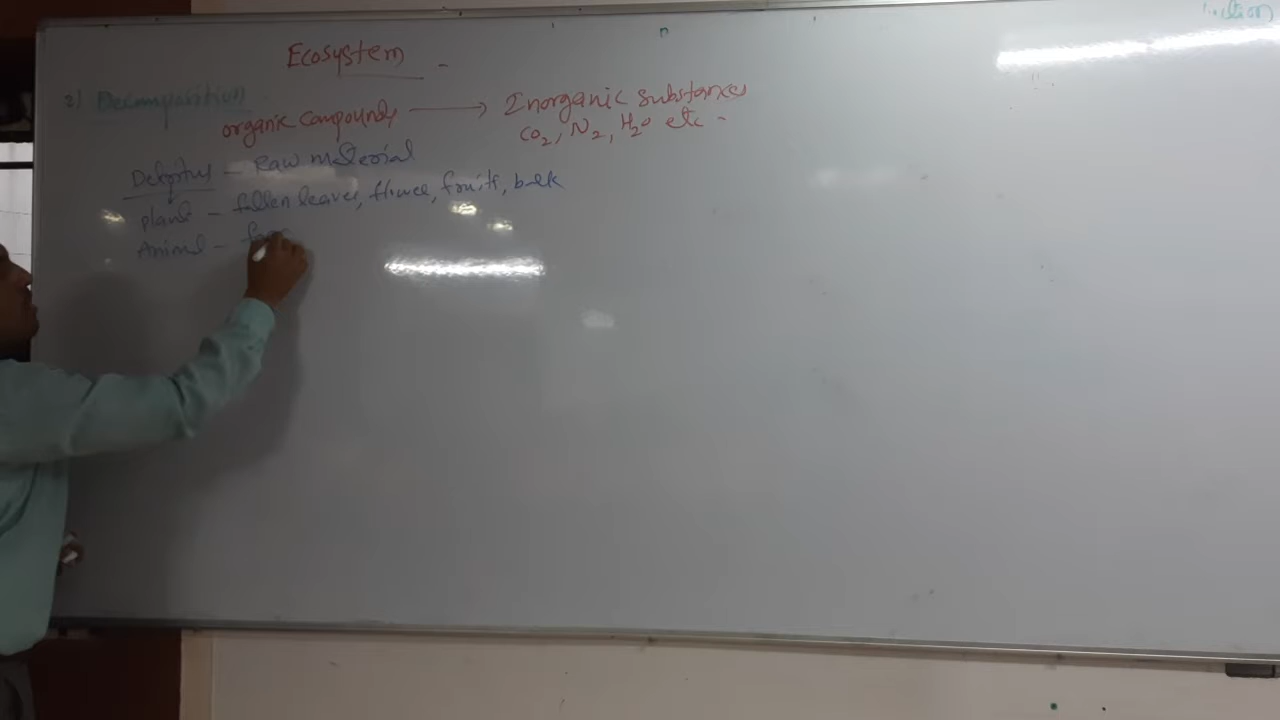 Ecosystem -
2) Decomposition
organic compounds → Inorganic substances
CO2, N2, H2O etc -
Detritus - Raw material
plant - fallen leaves, flower, fruits, bark
Animal -